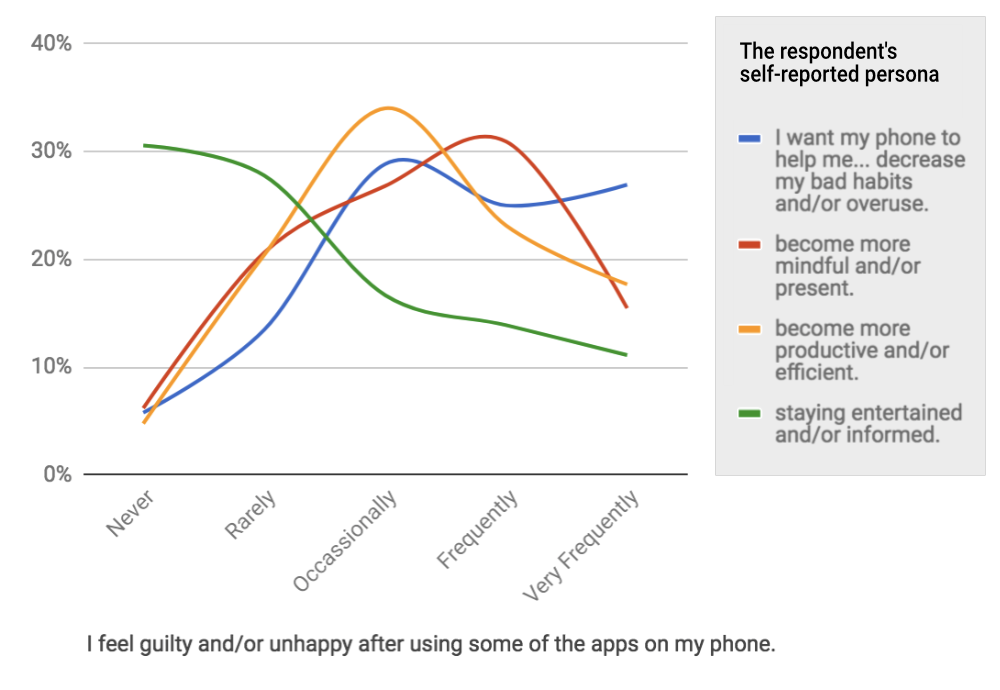 40%
30%
20%
10%
0%
Never
Rarely
Occassionally
Frequently
Very Frequently
I feel guilty and/or unhappy after using some of the apps on my phone.
The respondent's
self-reported persona
I want my phone to
help me... decrease
my bad habits
and/or overuse.
become more
mindful and/or
present.
become more
productive and/or
efficient.
staying entertained
and/or informed.